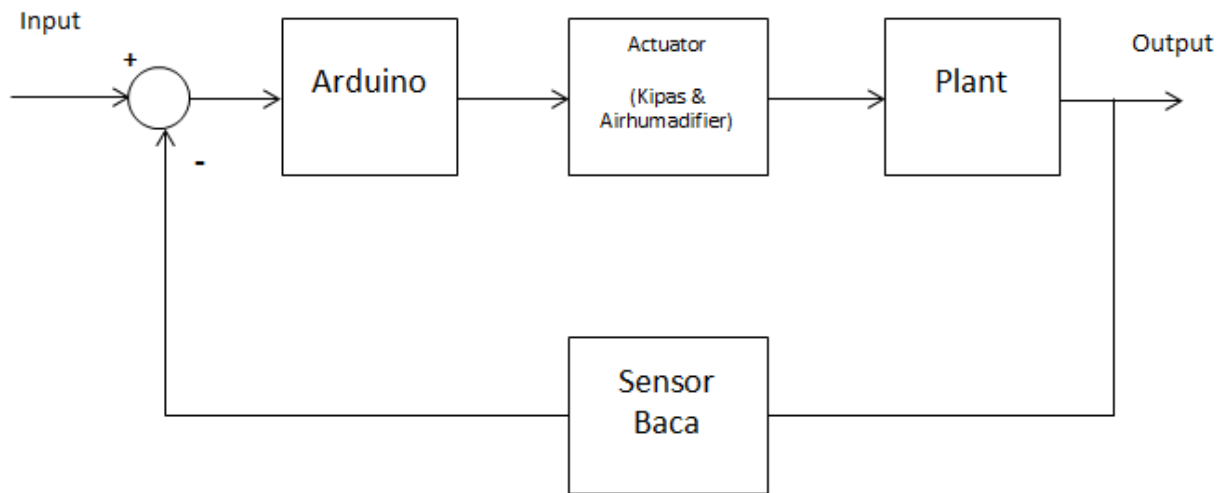 Input
+
-
Arduino
Actuator
(Kipas &
Airhumadifier)
Plant
Output
Sensor
Baca